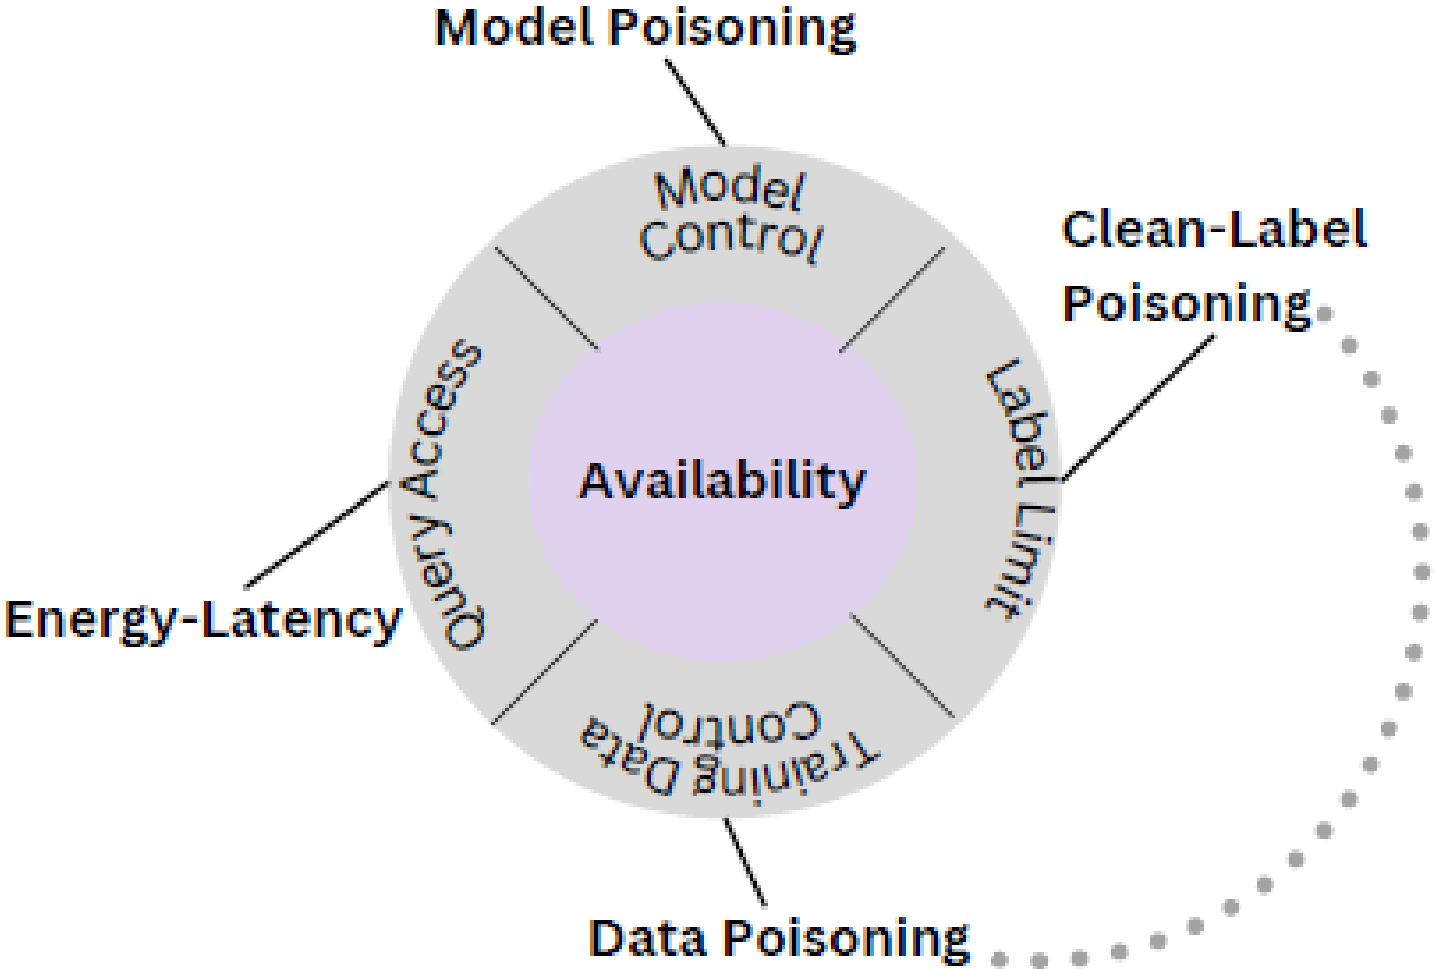 Model Poisoning
Model
Control
Clean-Label
Poisoning
Label Limit
Availability
Query Access
Energy-Latency
Training Data
Control
Data Poisoning